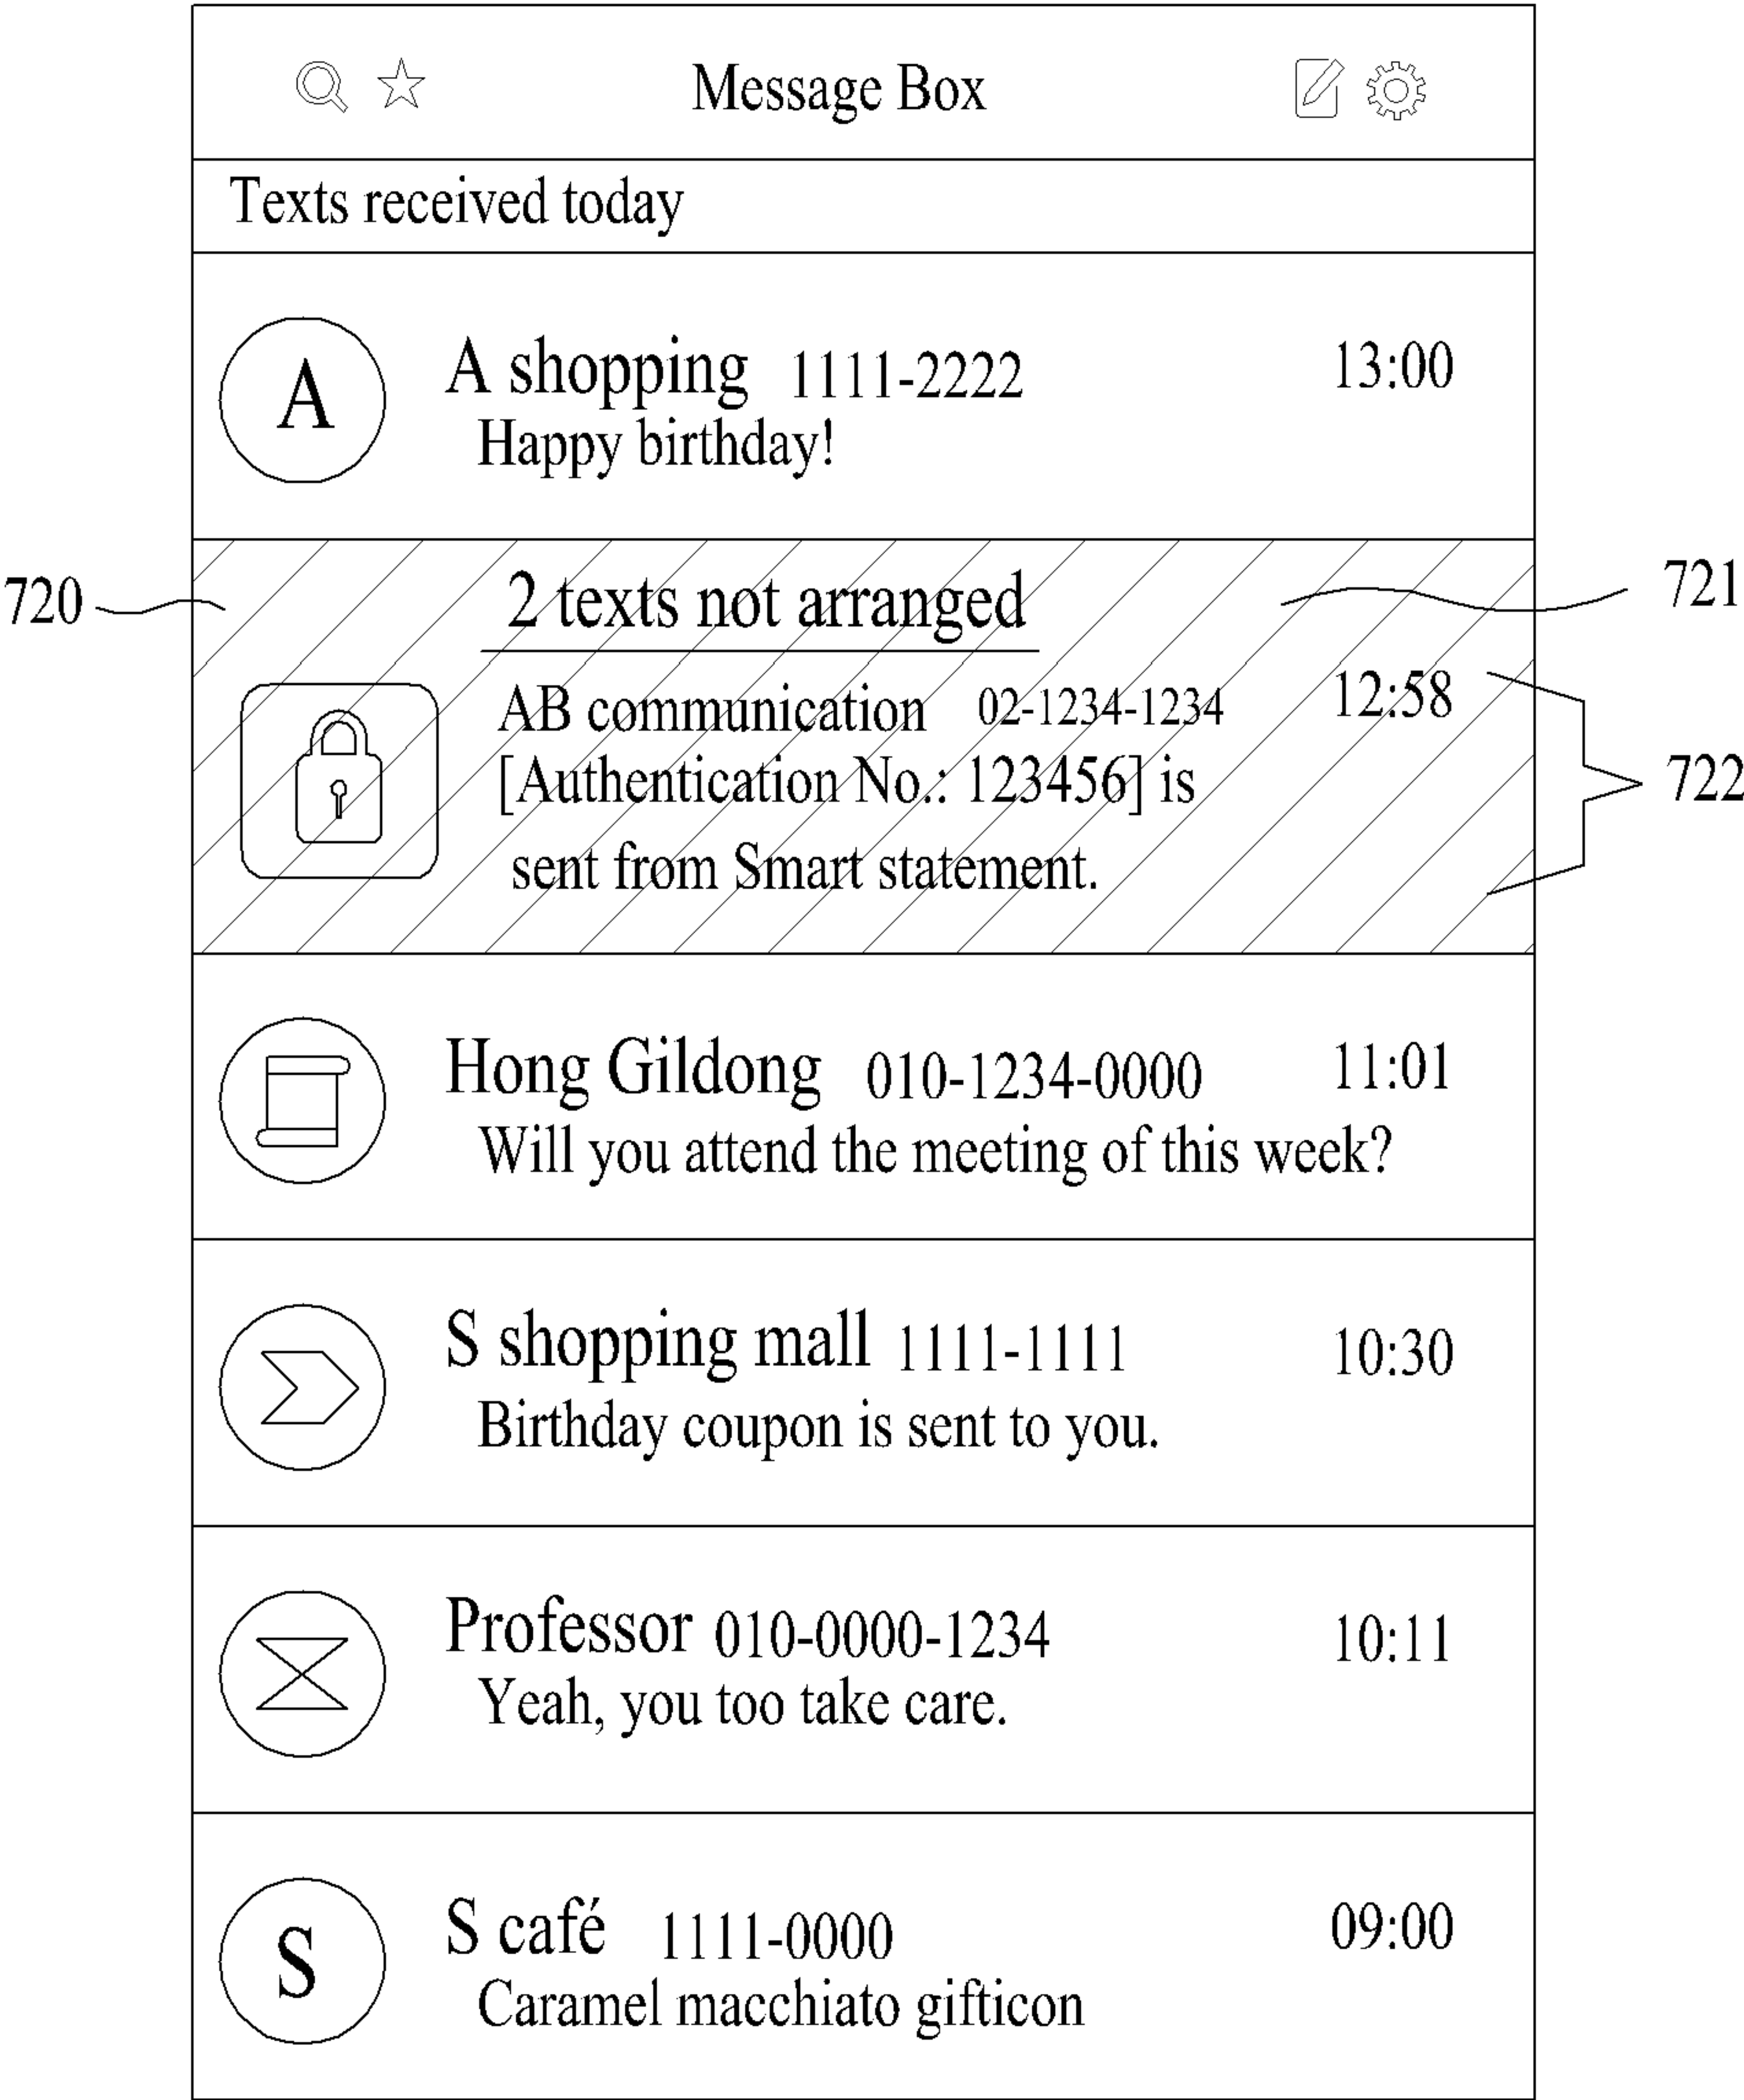 Message Box
Texts received today
A
A shopping 1111-2222 13:00
Happy birthday!
720
2 texts not arranged
721
AB communication 02-1234-1234 12:58
[Authentication No.: 123456] is
722
sent from Smart statement.
Hong Gildong 010-1234-0000 11:01
Will you attend the meeting of this week?
S shopping mall 1111-1111 10:30
Birthday coupon is sent to you.
Professor 010-0000-1234 10:11
Yeah, you too take care.
S
S café 1111-0000 09:00
Caramel macchiato gifticon